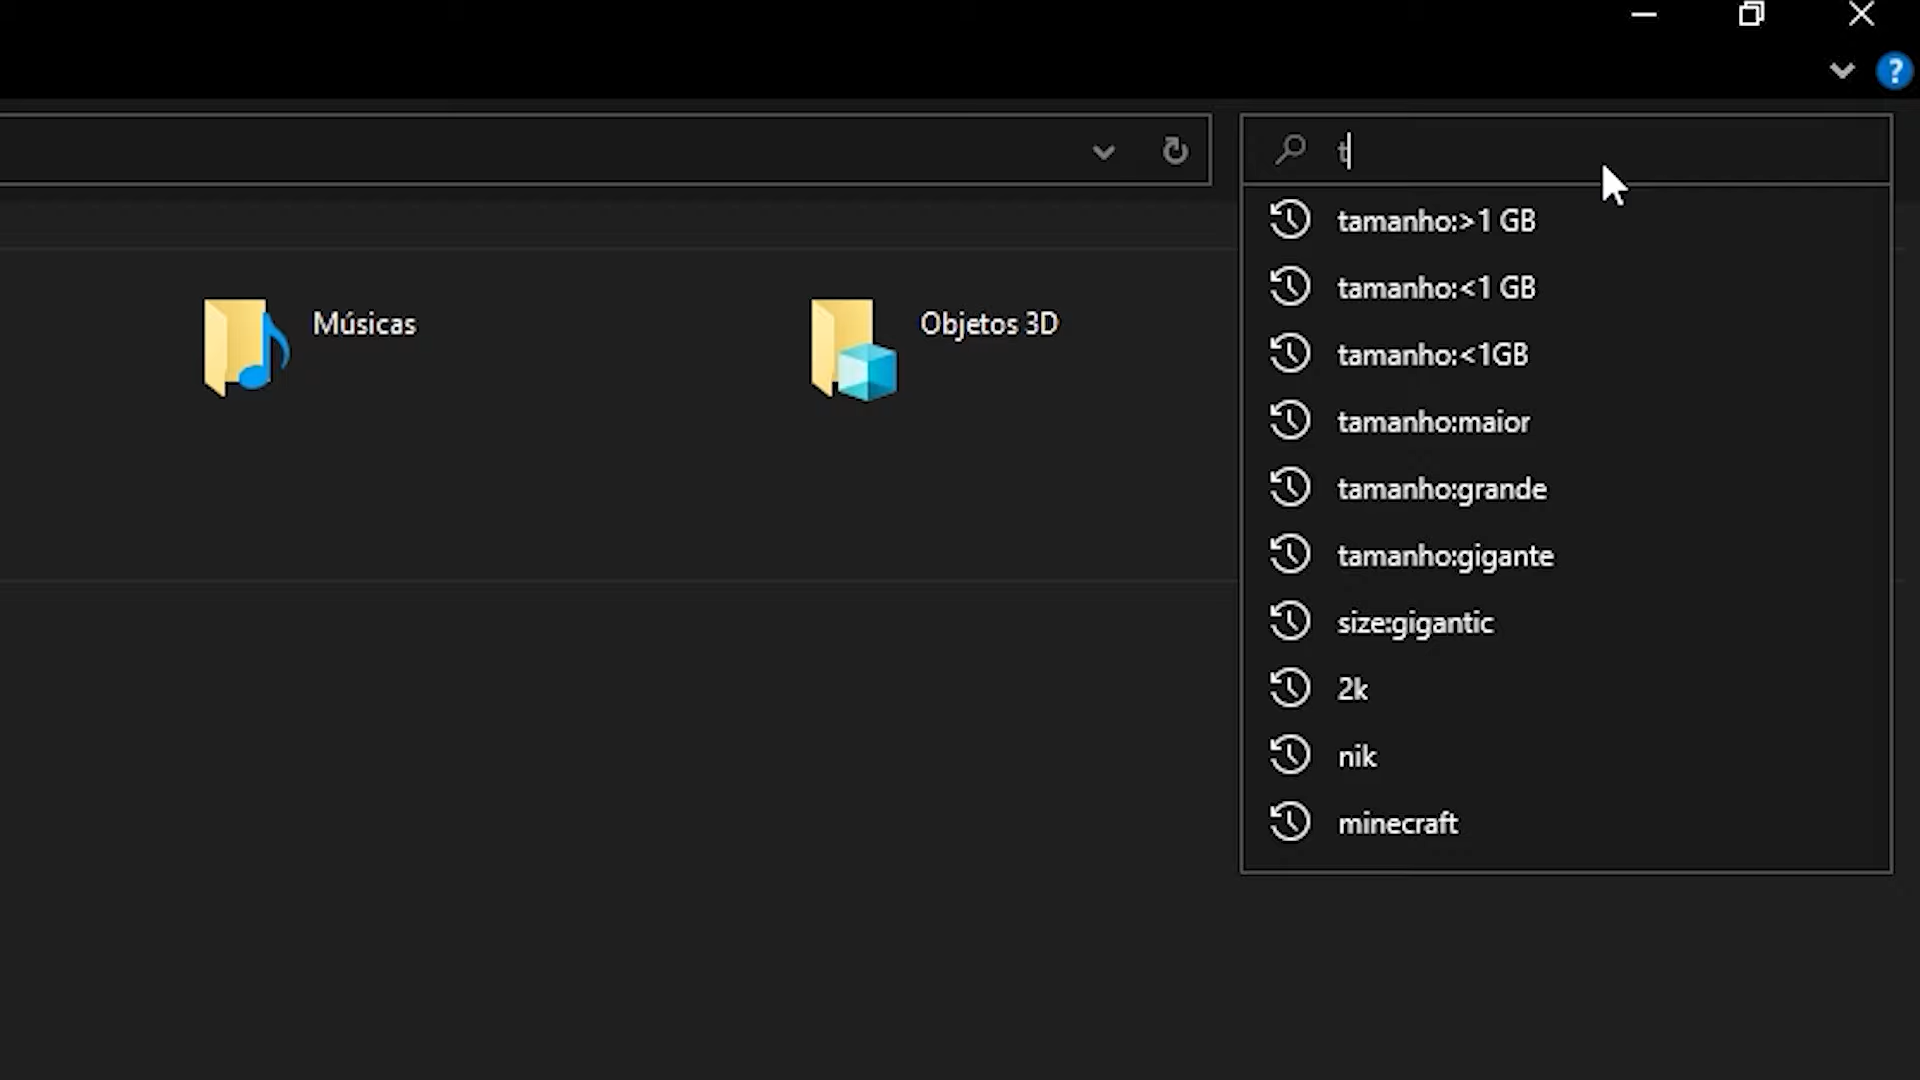 ?
t
tamanho:>1 GB
tamanho:<1 GB
tamanho:<1GB
tamanho:maior
tamanho:grande
tamanho:gigante
size:gigantic
2k
nik
minecraft
Músicas
Objetos 3D